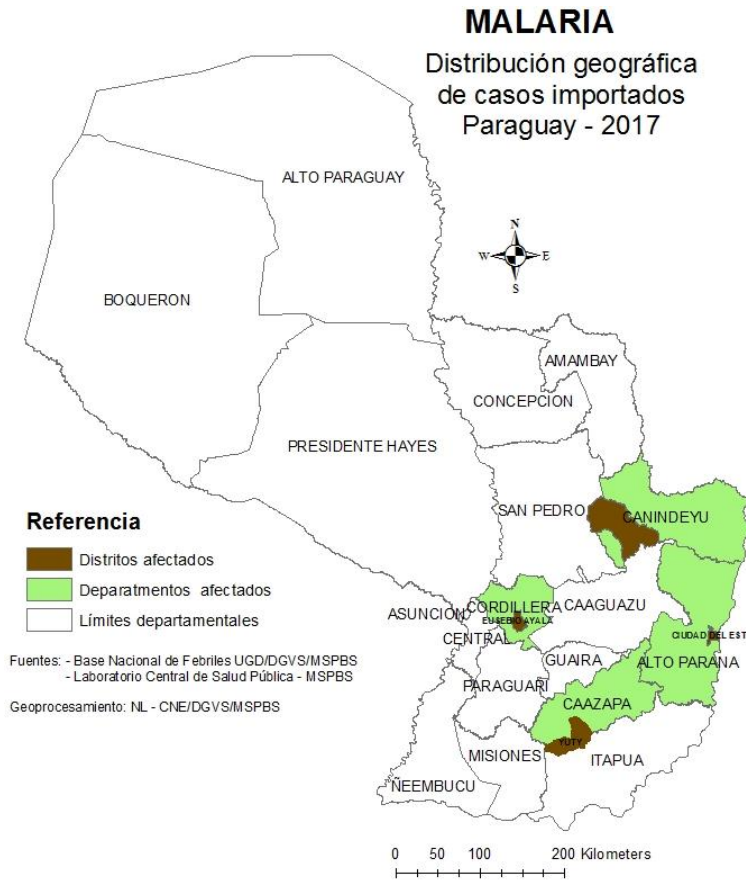 MALARIA
Distribución geográfica
de casos importados
Paraguay - 2017
ALTO PARAGUAY
N
W E
S
BOQUERON
AMAMBAY
CONCEPCION
PRESIDENTE HAYES
SAN PEDRO
CANINDEYU
Referencia
Distritos afectados
Deparatmentos afectados
Límites departamentales
ASUNCION
CORDILLERA
CAAGUAZU
EUSEBIO AYALA
CIUDAD DEL EST
CENTRAL
GUAIRA
ALTO PARANA
Fuentes: - Base Nacional de Febriles UGD/DGVS/MSPBS
- Laboratorio Central de Salud Pública - MSPBS
PARAGUARI
CAAZAPA
Geoprocesamiento: NL - CNE/DGVS/MSPBS
YUTY
MISIONES
ITAPUA
ÑEEMBUCU
0 50 100 200 Kilometers